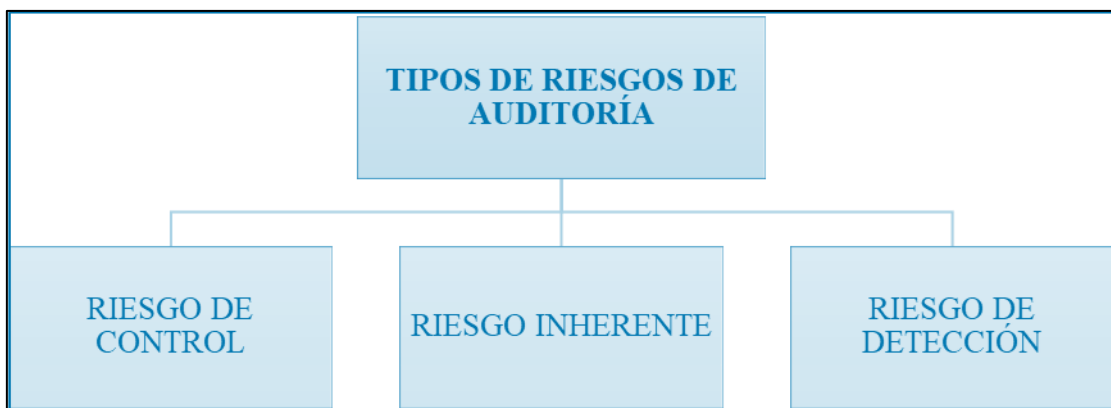 TIPOS DE RIESGOS DE
AUDITORÍA
RIESGO DE
CONTROL
RIESGO INHERENTE
RIESGO DE
DETECCIÓN